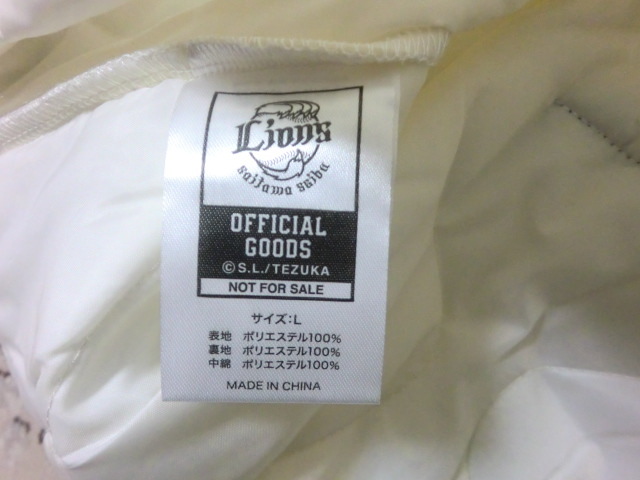 Lions
saitama seibu
OFFICIAL
GOODS
©S.L./TEZUKA
NOT FOR SALE
サイズ:L
表地 ポリエステル100%
裏地 ポリエステル100%
中綿 ポリエステル100%
MADE IN CHINA